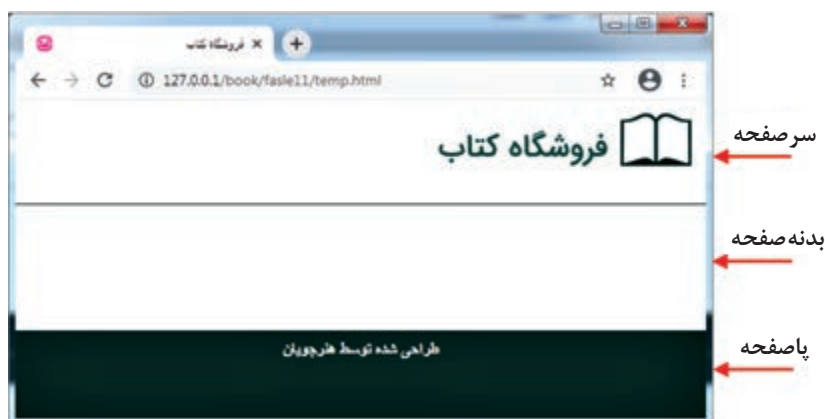 فروشگاه کتاب
127.0.0.1/book/fasle11/temp.html
فروشگاه کتاب
سرصفحه
بدنه صفحه
طراحی شده توسط هنرجویان
پاصفحه